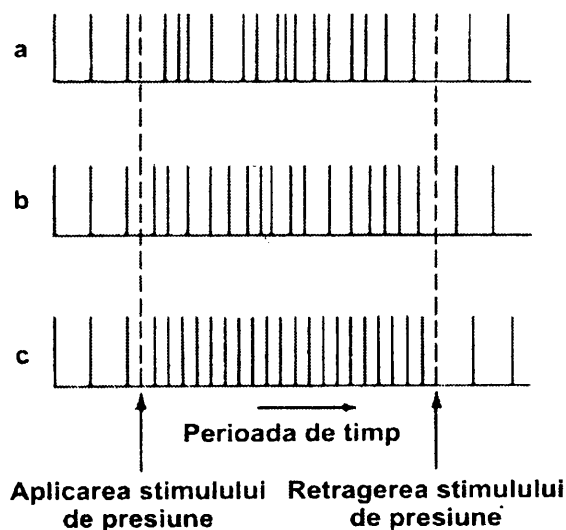 a
b
c
Perioada de timp
Aplicarea stimulului
de presiune
Retragerea stimulului
de presiune